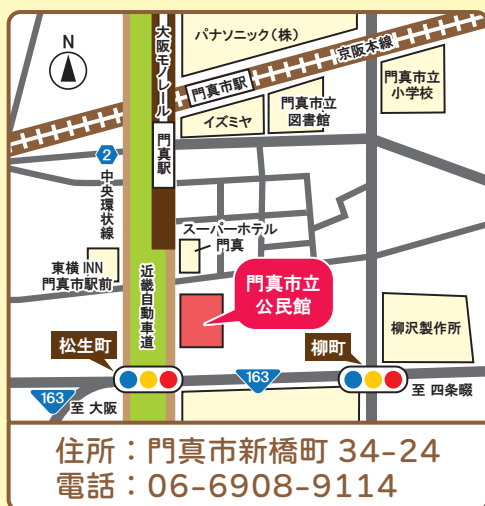 N
大阪モノレール
パナソニック（株）
京阪本線
門真市駅
門真市立
小学校
イズミヤ
門真市立
図書館
門真駅
2
中央環状線
スーパーホテル
門真
東横 INN
門真市駅前
近畿自動車道
門真市立
公民館
柳沢製作所
松生町
柳町
163
至 大阪
163
至 四条畷
住所：門真市新橋町 34-24
電話：06-6908-9114